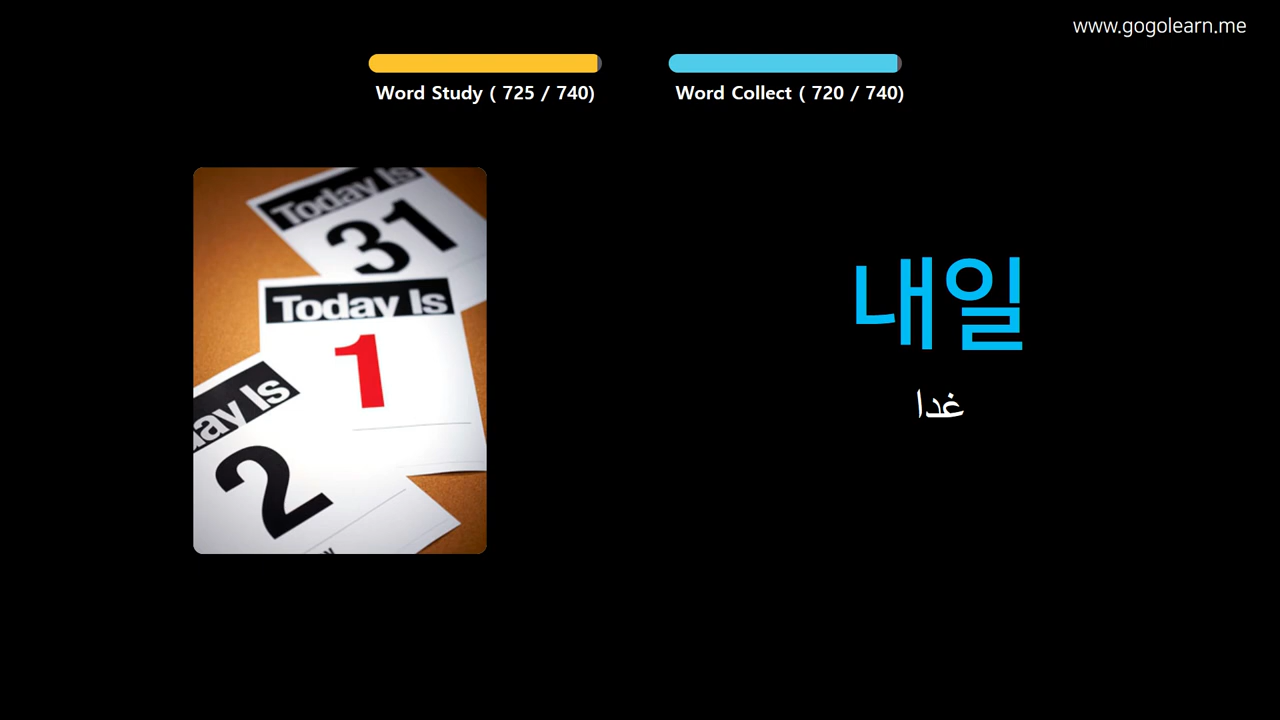 www.gogolearn.me
Word Study ( 725 / 740)
Word Collect ( 720 / 740)
Today Is
31
Today Is
1
ay Is
2
내일
غدا